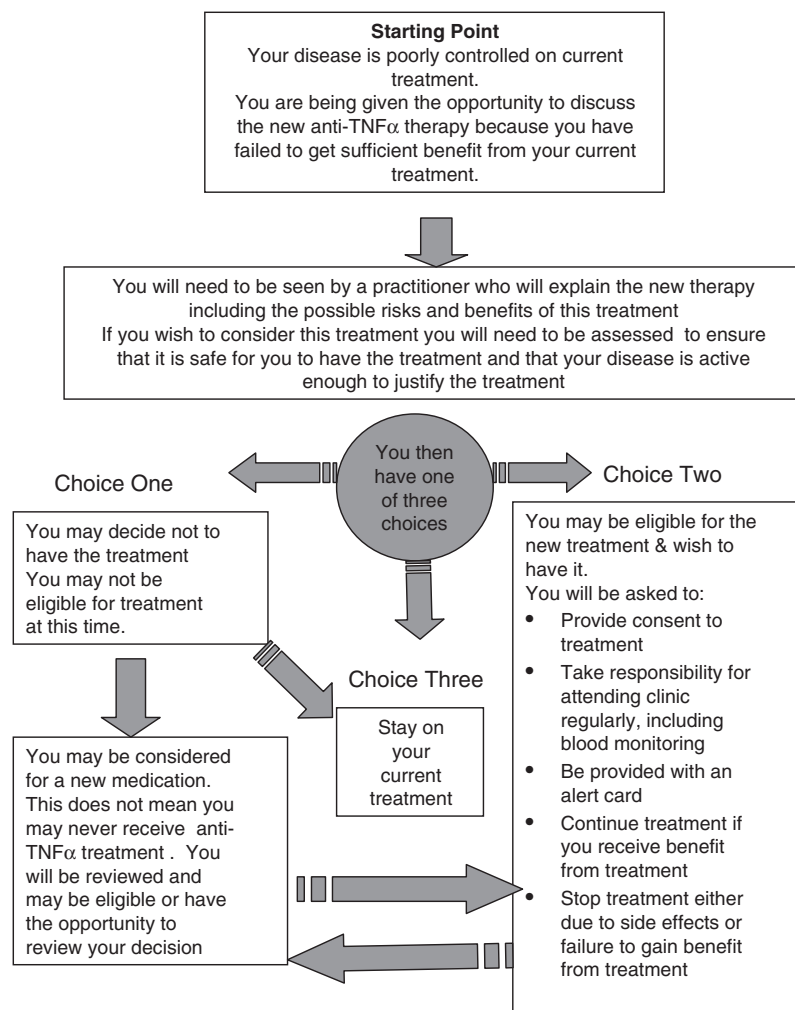 Starting Point
Your disease is poorly controlled on current
treatment.
You are being given the opportunity to discuss
the new anti-TNFα therapy because you have
failed to get sufficient benefit from your current
treatment.
You will need to be seen by a practitioner who will explain the new therapy
including the possible risks and benefits of this treatment
If you wish to consider this treatment you will need to be assessed to ensure
that it is safe for you to have the treatment and that your disease is active
enough to justify the treatment
You then
have one
of three
choices
Choice One
You may decide not to
have the treatment
You may not be
eligible for treatment
at this time.
Choice Two
You may be eligible for the
new treatment & wish to
have it.
You will be asked to:
• Provide consent to
treatment
• Take responsibility for
attending clinic
regularly, including
blood monitoring
• Be provided with an
alert card
• Continue treatment if
you receive benefit
from treatment
• Stop treatment either
due to side effects or
failure to gain benefit
from treatment
Choice Three
Stay on
your
current
treatment
You may be considered
for a new medication.
This does not mean you
may never receive anti-
TNFα treatment . You
will be reviewed and
may be eligible or have
the opportunity to
review your decision